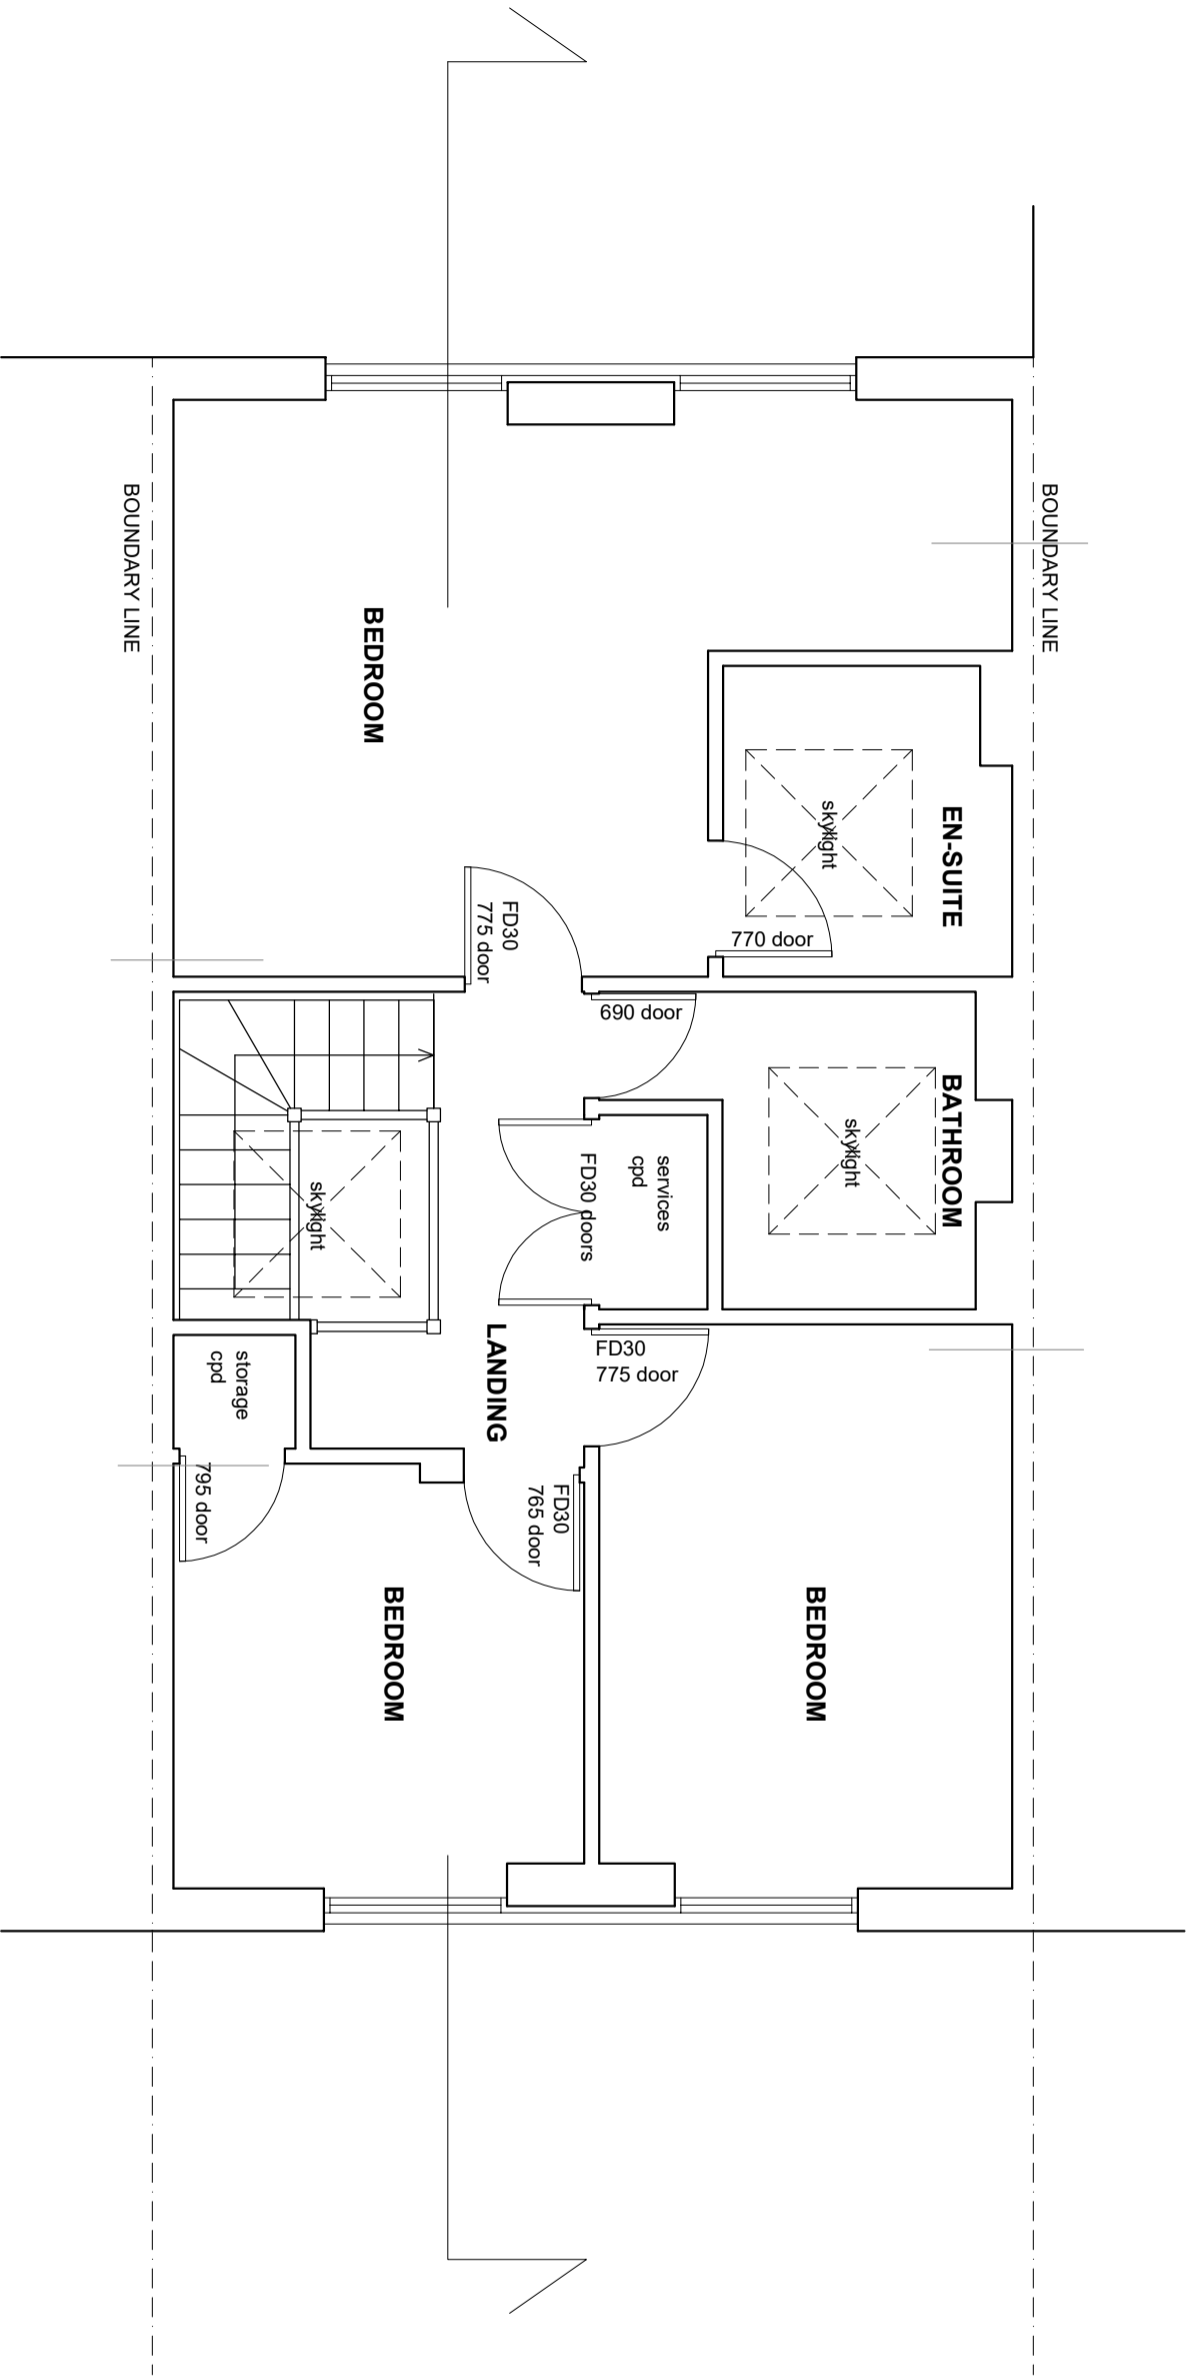 BOUNDARY LINE
BOUNDARY LINE
BEDROOM
EN-SUITE
skylight
770 door
FD30
775 door
690 door
BATHROOM
skylight
services
cpd
FD30 doors
skylight
LANDING
FD30
775 door
storage
cpd
795 door
FD30
765 door
BEDROOM
BEDROOM